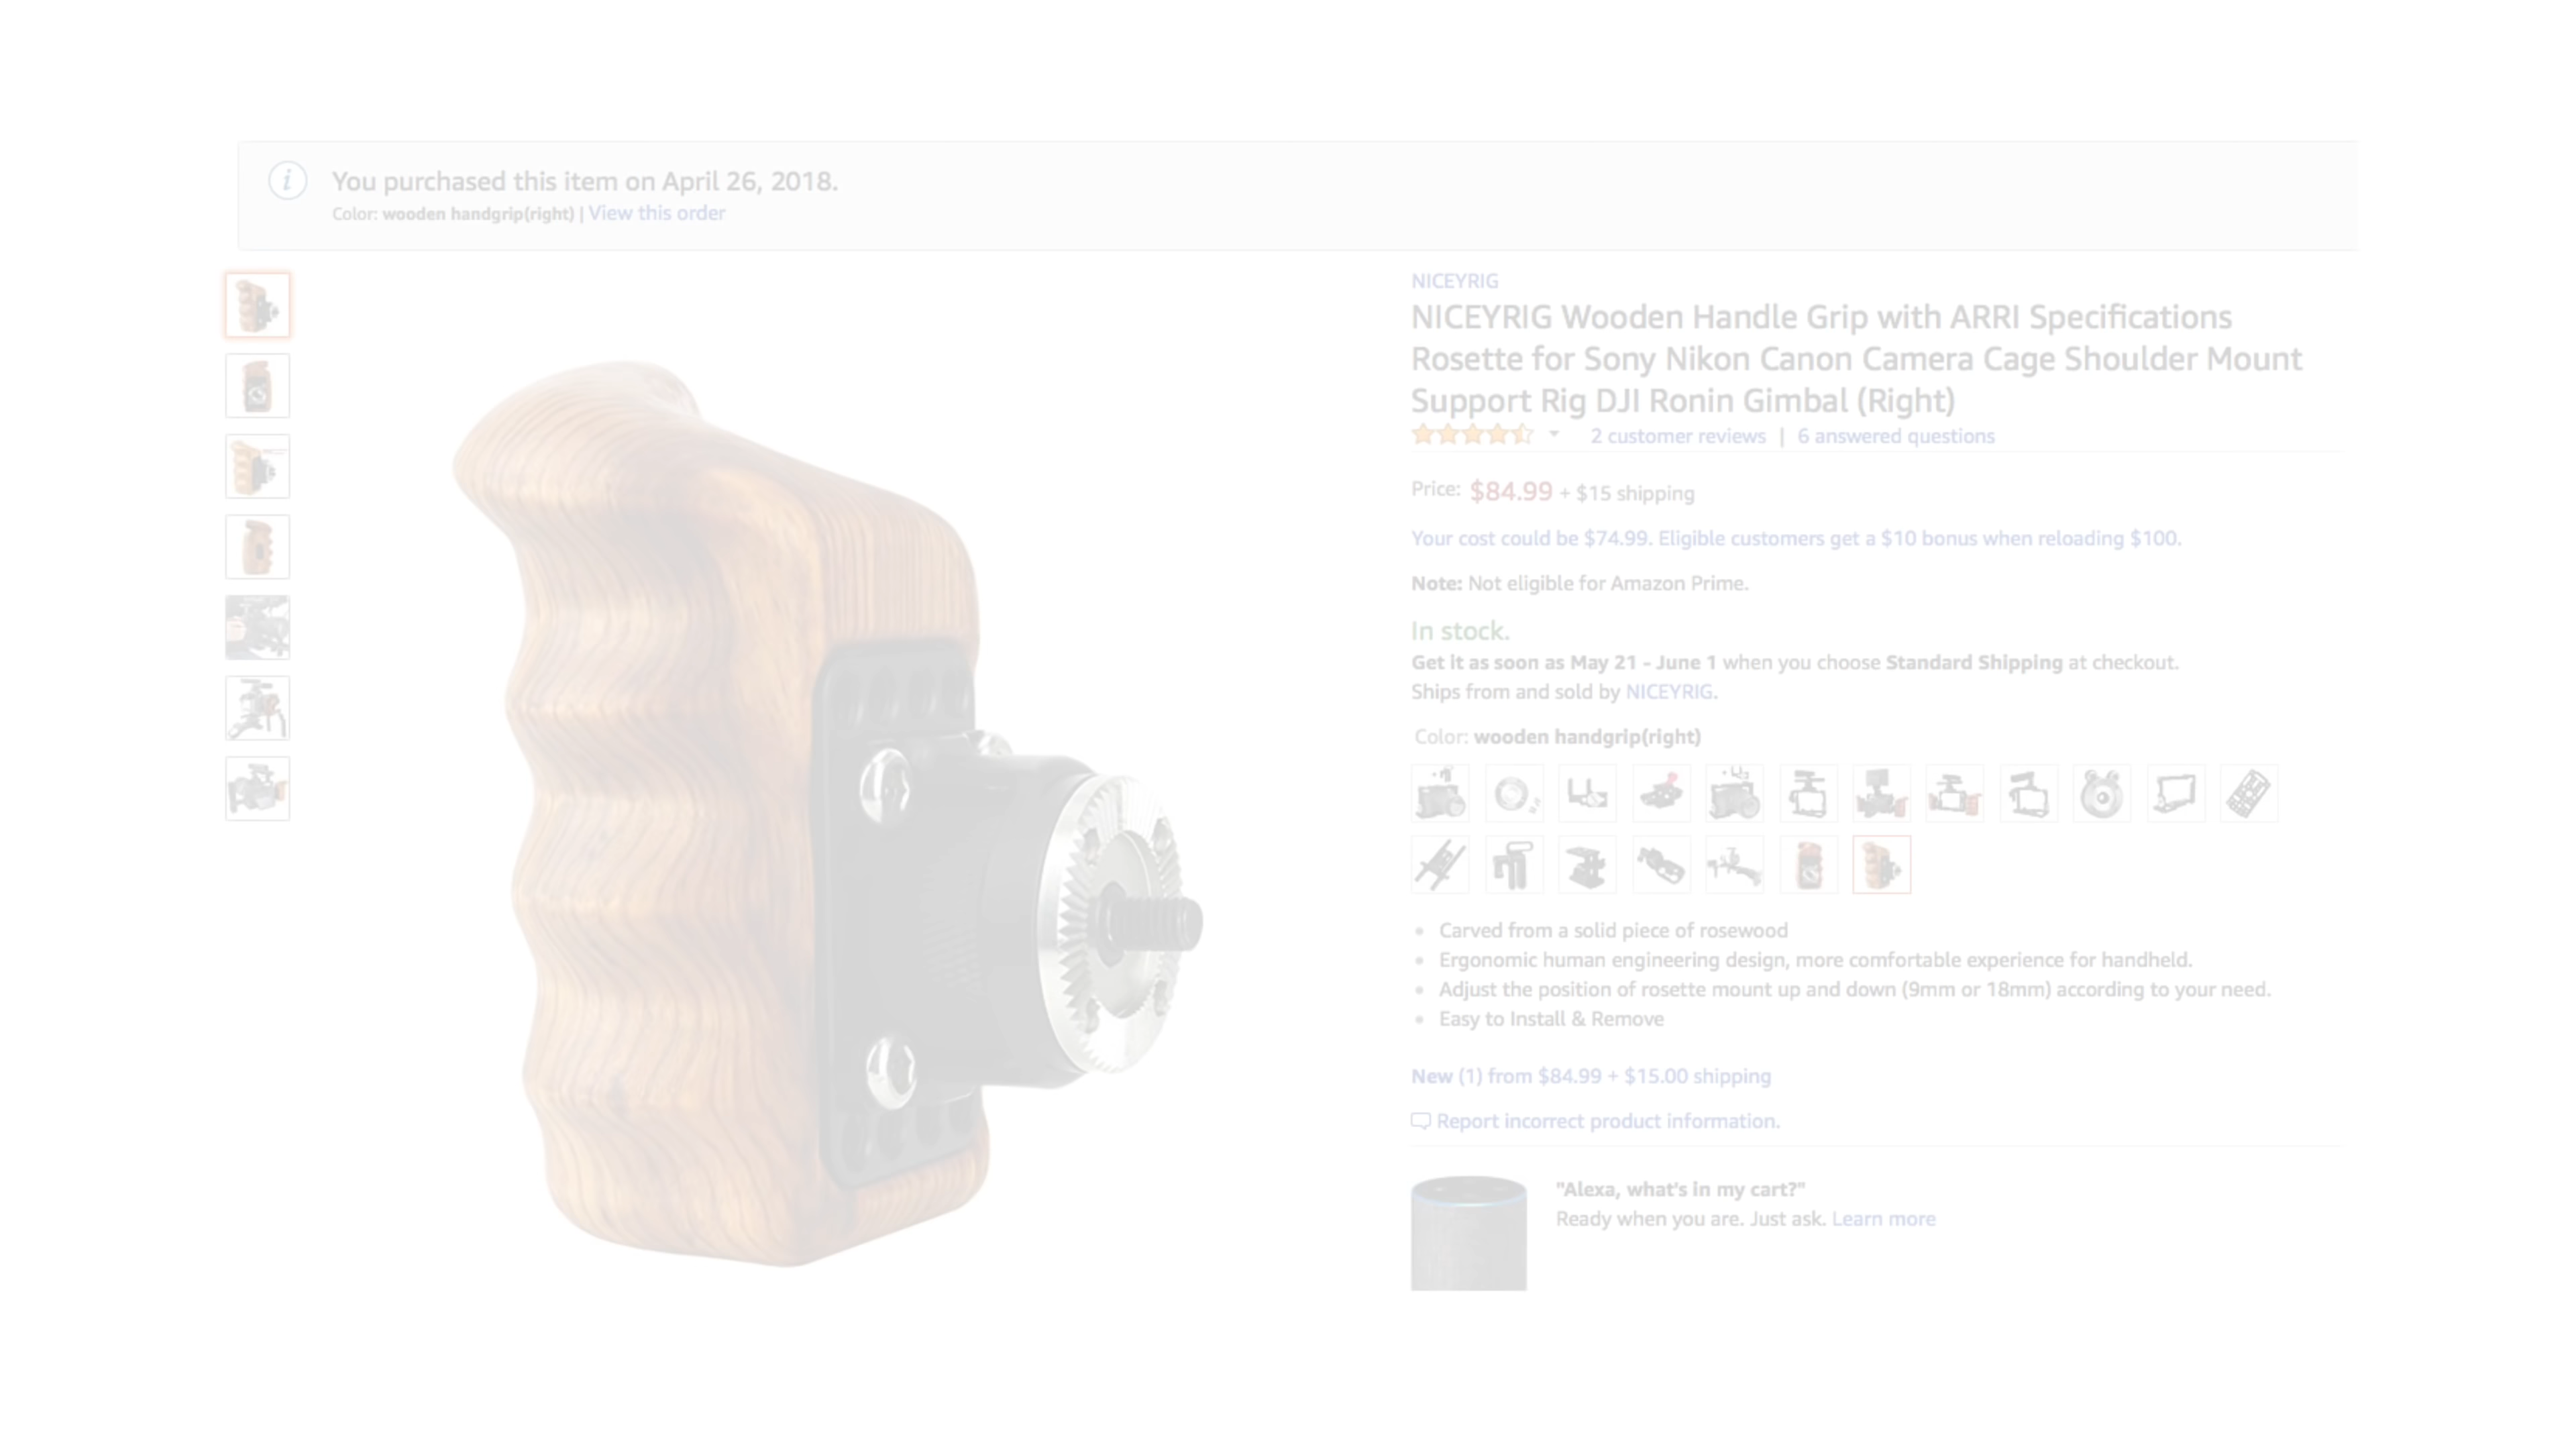 You purchased this item on April 26, 2018.
Color: wooden handgrip(right) | View this order
NICEYRIG
NICEYRIG Wooden Handle Grip with ARRI Specifications
Rosette for Sony Nikon Canon Camera Cage Shoulder Mount
Support Rig DJI Ronin Gimbal (Right)
2 customer reviews | 6 answered questions
Price: $84.99 + $15 shipping
Your cost could be $74.99. Eligible customers get a $10 bonus when reloading $100.
Note: Not eligible for Amazon Prime.
In stock.
Get it as soon as May 21 - June 1 when you choose Standard Shipping at checkout.
Ships from and sold by NICEYRIG.
Color: wooden handgrip(right)
Carved from a solid piece of rosewood
Ergonomic human engineering design, more comfortable experience for handheld.
Adjust the position of rosette mount up and down (9mm or 18mm) according to your need.
Easy to Install & Remove
New (1) from $84.99 + $15.00 shipping
Report incorrect product information.
"Alexa, what's in my cart?"
Ready when you are. Just ask. Learn more